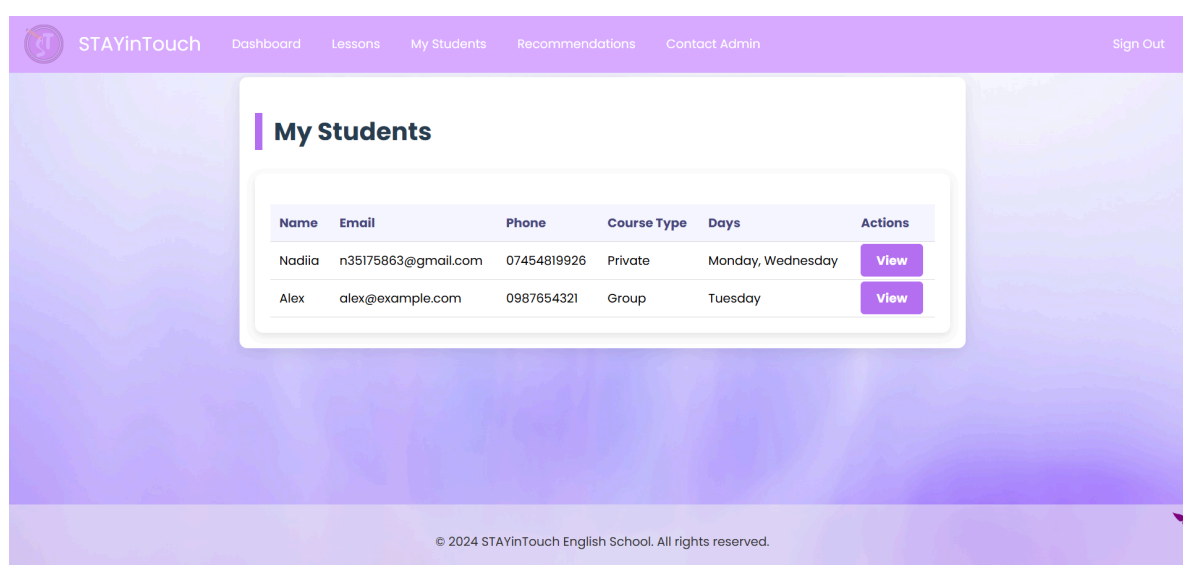 ST STAYinTouch Dashboard Lessons My Students Recommendations Contact Admin Sign Out
My Students
Name Email Phone Course Type Days Actions
Nadiia n35175863@gmail.com 07454819926 Private Monday, Wednesday View
Alex alex@example.com 0987654321 Group Tuesday View
© 2024 STAYinTouch English School. All rights reserved.